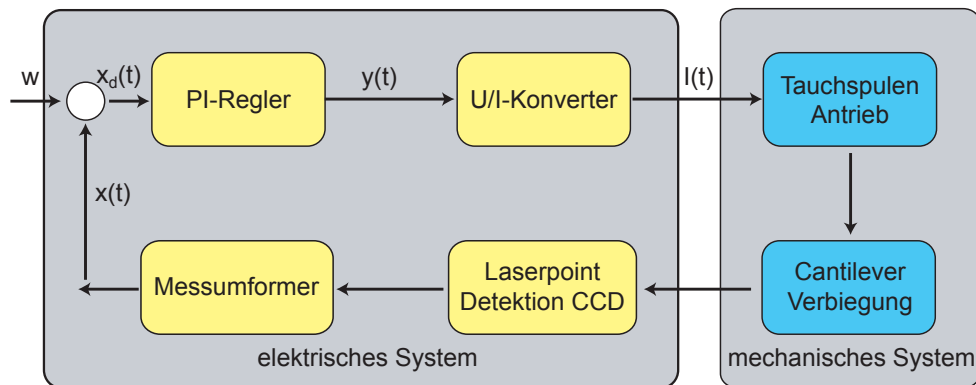 w
x_d(t)
PI-Regler
y(t)
U/I-Konverter
I(t)
Tauchspulen
Antrieb
x(t)
Messumformer
Laserpoint
Detektion CCD
Cantilever
Verbiegung
elektrisches System
mechanisches System